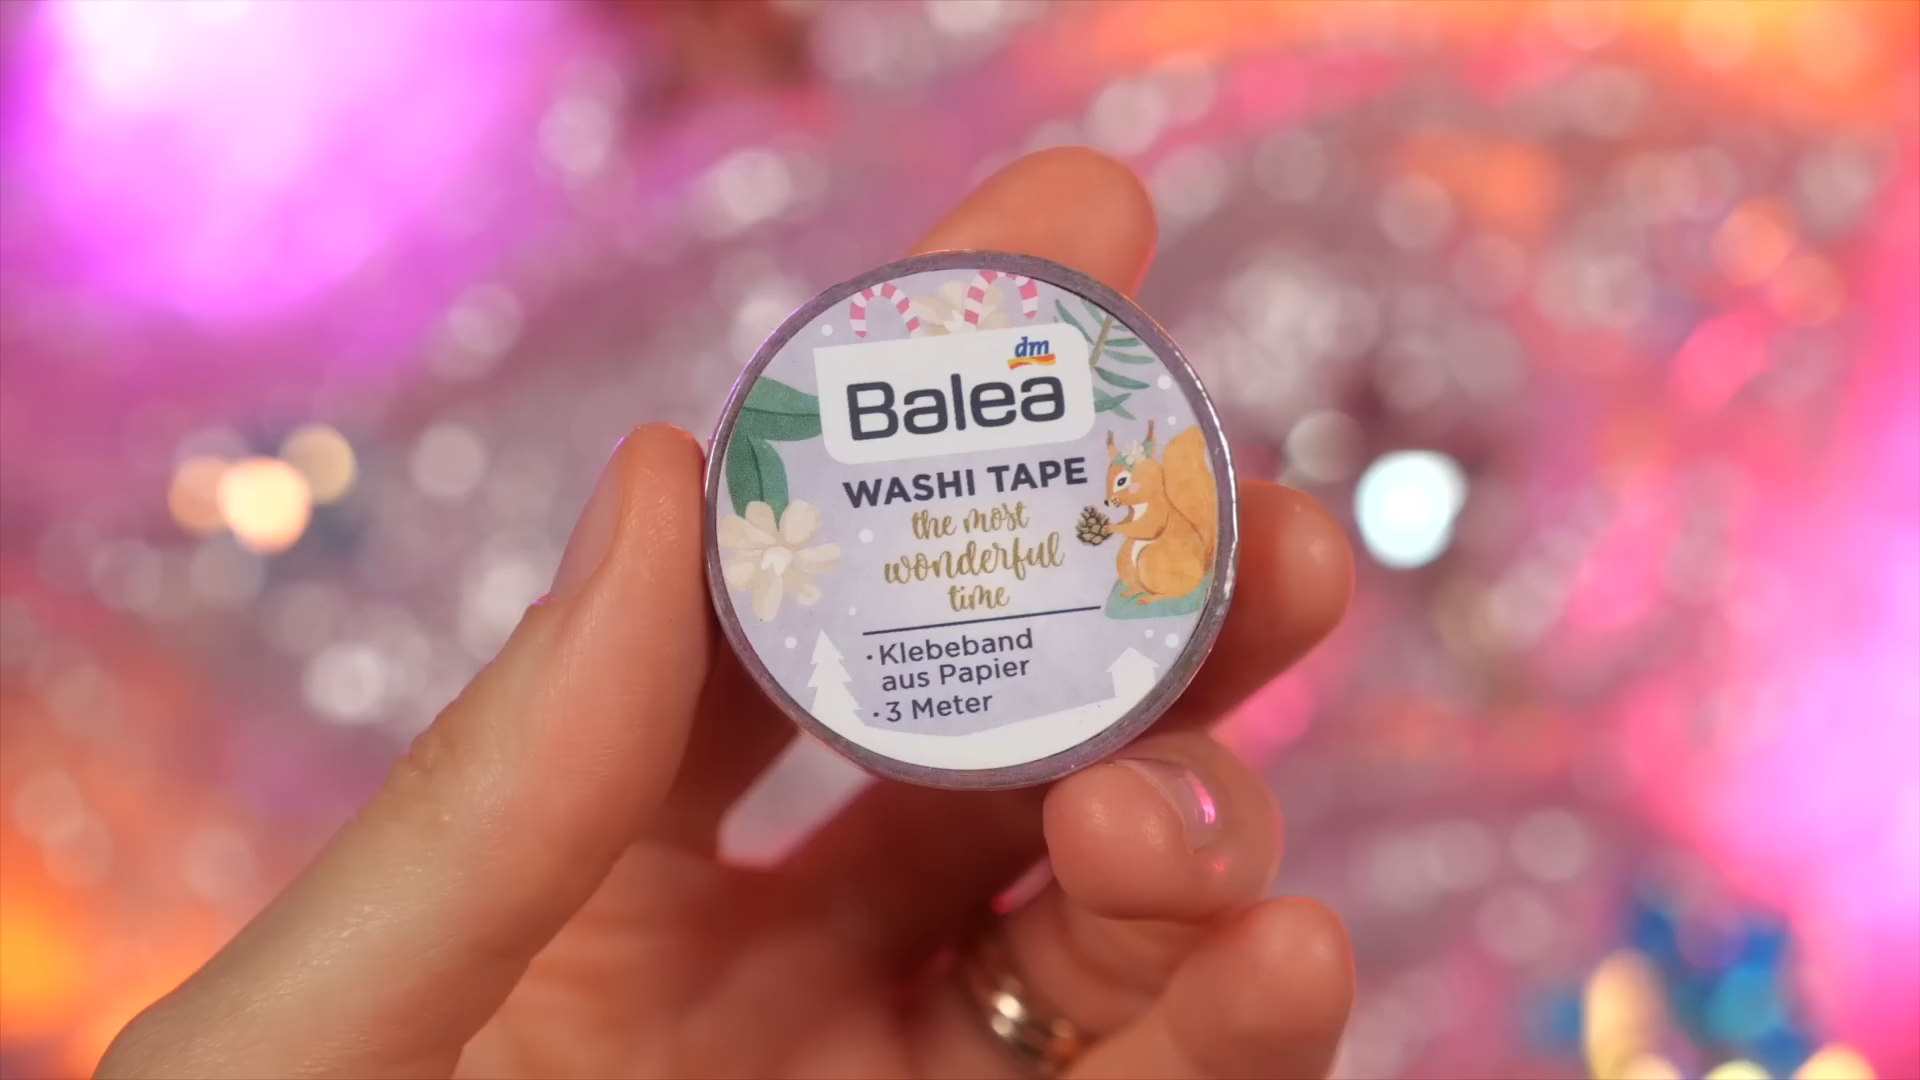 dm
Balea
WASHI TAPE
the most
wonderful
time
· Klebeband
aus Papier
· 3 Meter